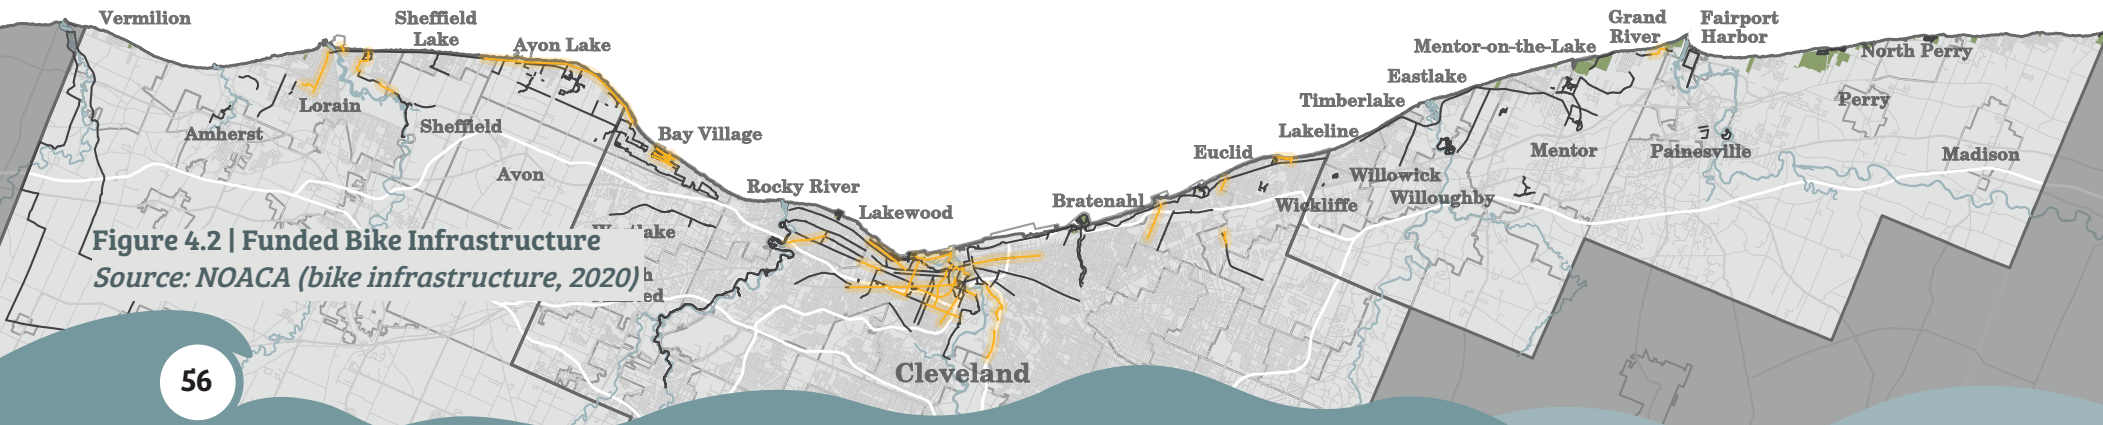 Vermilion
Sheffield
Lake
Avon Lake
Lorain
Amherst
Sheffield
Avon
Bay Village
Rocky River
Lakewood
Bratenahl
Euclid
Lakeline
Timberlake
Eastlake
Mentor-on-the-Lake
Grand
River
Fairport
Harbor
North Perry
Perry
Madison
Painesville
Mentor
Willowick
Willoughby
Wickliffe
Cleveland
Figure 4.2 | Funded Bike Infrastructure
Source: NOACA (bike infrastructure, 2020)
56